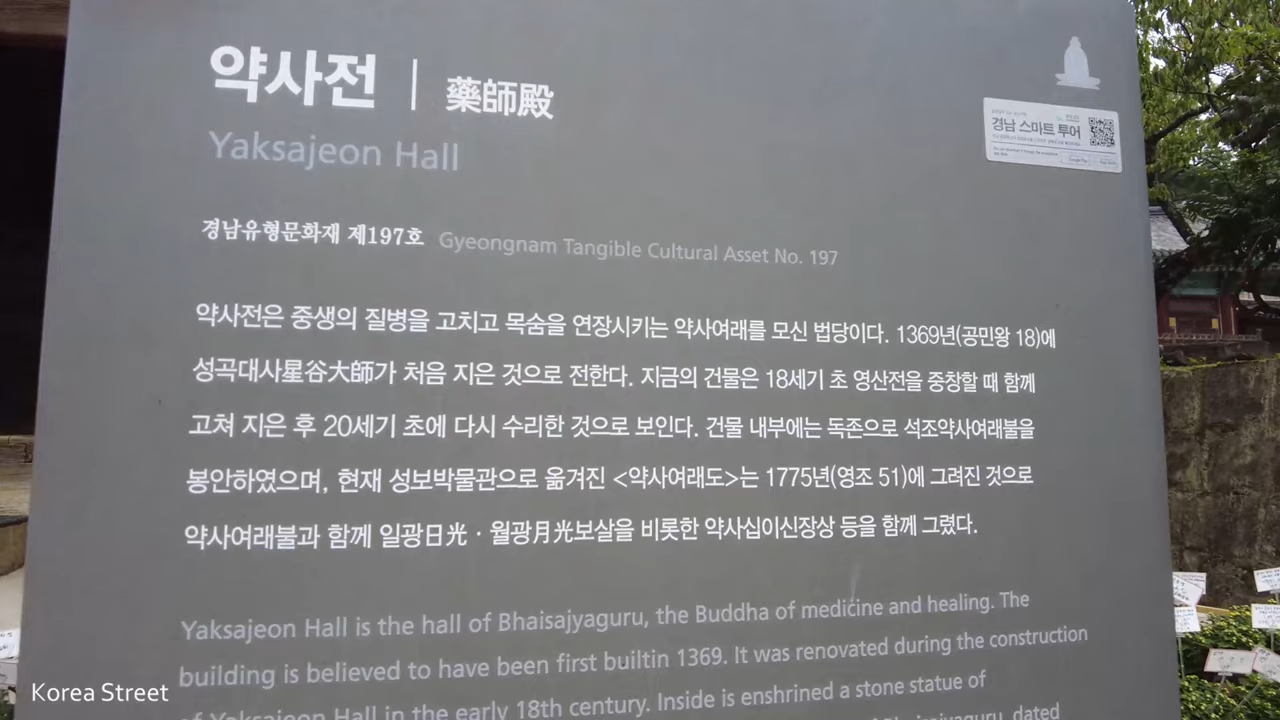 약사전 | 藥師殿
Yaksajeon Hall
경남 스마트 투어
경남유형문화재 제197호 Gyeongnam Tangible Cultural Asset No. 197
약사전은 중생의 질병을 고치고 목숨을 연장시키는 약사여래를 모신 법당이다. 1369년(공민왕 18)에
성곡대사星谷大師가 처음 지은 것으로 전한다. 지금의 건물은 18세기 초 영산전을 중창할 때 함께
고쳐 지은 후 20세기 초에 다시 수리한 것으로 보인다. 건물 내부에는 독존으로 석조약사여래불을
봉안하였으며, 현재 성보박물관으로 옮겨진 <약사여래도>는 1775년(영조 51)에 그려진 것으로
약사여래불과 함께 일광日光 · 월광月光보살을 비롯한 약사십이신장상 등을 함께 그렸다.
Yaksajeon Hall is the hall of Bhaisajyaguru, the Buddha of medicine and healing. The
building is believed to have been first builtin 1369. It was renovated during the construction
of Yaksajeon Hall in the early 18th century. Inside is enshrined a stone statue of
Bhaisajyaguru, dated
Korea Street